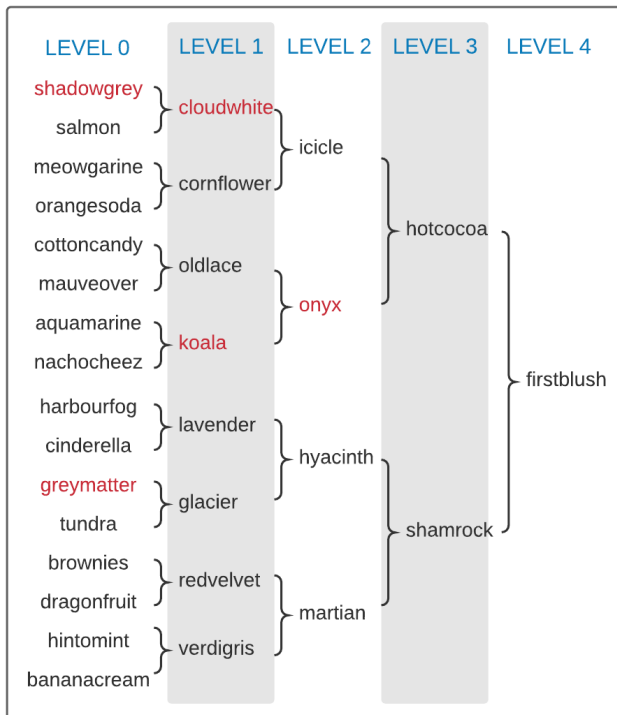 LEVEL 0 LEVEL 1 LEVEL 2 LEVEL 3 LEVEL 4
shadowgrey
cloudwhite
salmon
icicle
meowgarine
cornflower
orangesoda
hotcocoa
cottoncandy
oldlace
mauveover
onyx
aquamarine
koala
nachocheez
firstblush
harbourfog
lavender
cinderella
hyacinth
greymatter
glacier
tundra
shamrock
brownies
redvelvet
dragonfruit
martian
hintomint
verdigris
bananacream